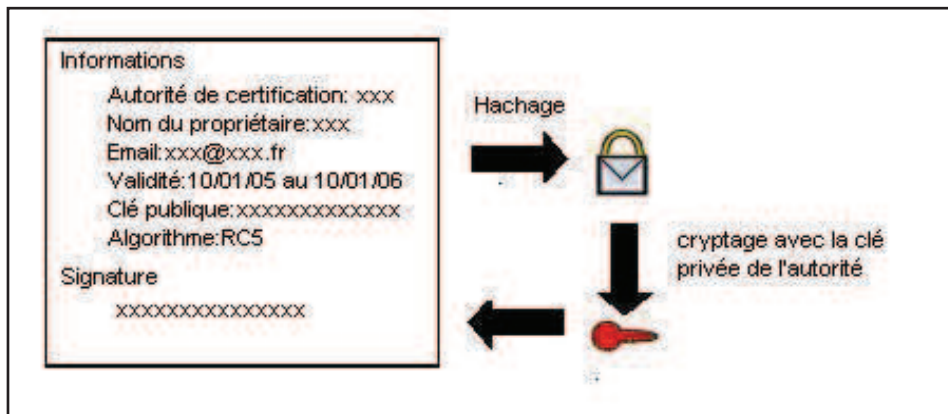 Informations
Autorité de certification: xxx
Nom du propriétaire:xxx
Email:xxx@xxx.fr
Validité:10/01/05 au 10/01/06
Clé publique:xxxxxxxxxxxxx
Algorithme:RC5
Signature
xxxxxxxxxxxxxxx
Hachage
cryptage avec la clé
privée de l'autorité